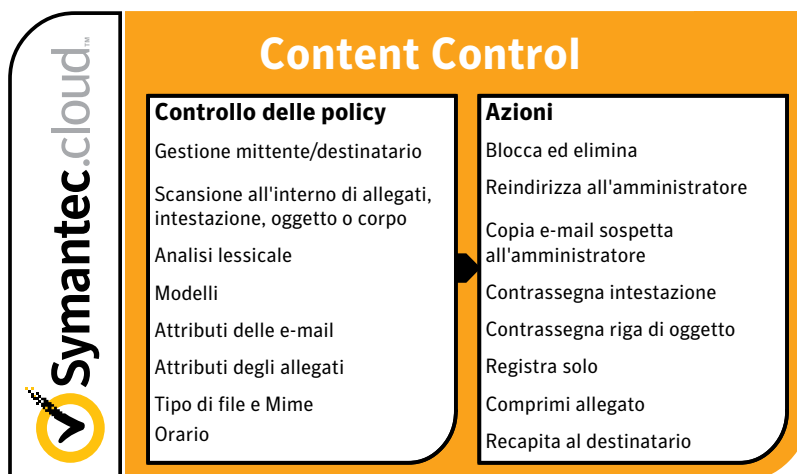 Symantec.cloud™
Content Control
Controllo delle policy
Gestione mittente/destinatario
Scansione all'interno di allegati,
intestazione, oggetto o corpo
Analisi lessicale
Modelli
Attributi delle e-mail
Attributi degli allegati
Tipo di file e Mime
Orario
Azioni
Blocca ed elimina
Reindirizza all'amministratore
Copia e-mail sospetta
all'amministratore
Contrassegna intestazione
Contrassegna riga di oggetto
Registra solo
Comprimi allegato
Recapita al destinatario